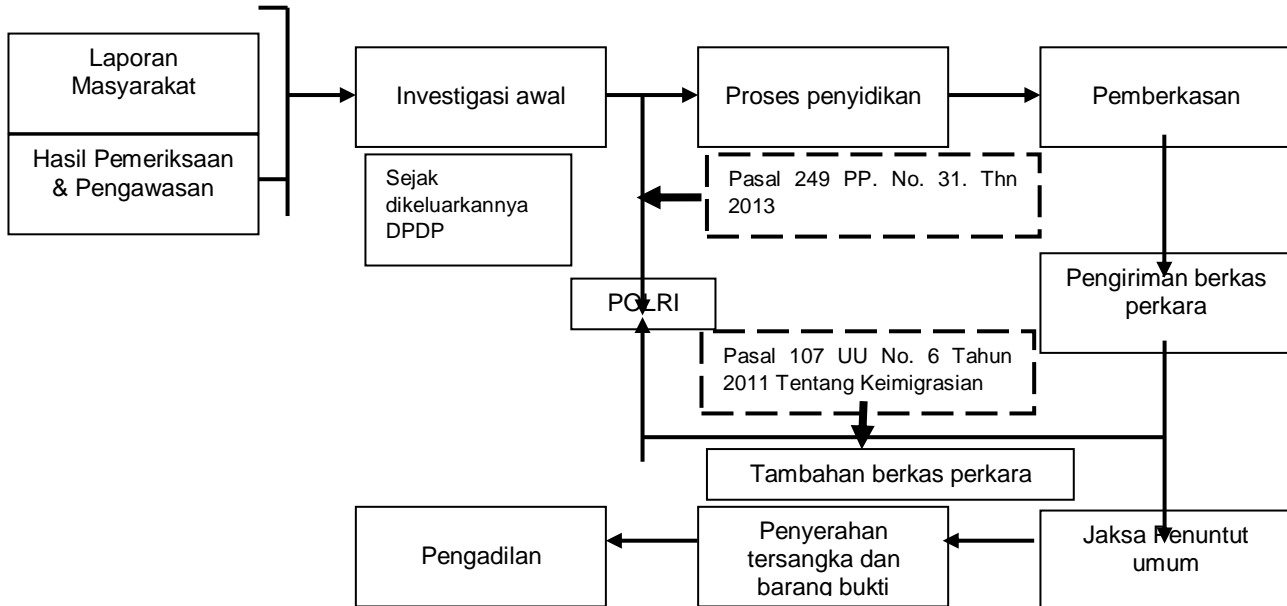 Laporan
Masyarakat
Hasil Pemeriksaan
& Pengawasan
Investigasi awal
Proses penyidikan
Pemberkasan
Sejak
dikeluarkannya
DPDP
Pasal 249 PP. No. 31. Thn
2013
Pengiriman berkas
perkara
POLRI
Pasal 107 UU No. 6 Tahun
2011 Tentang Keimigrasian
Tambahan berkas perkara
Pengadilan
Penyerahan
tersangka dan
barang bukti
Jaksa Penuntut
umum